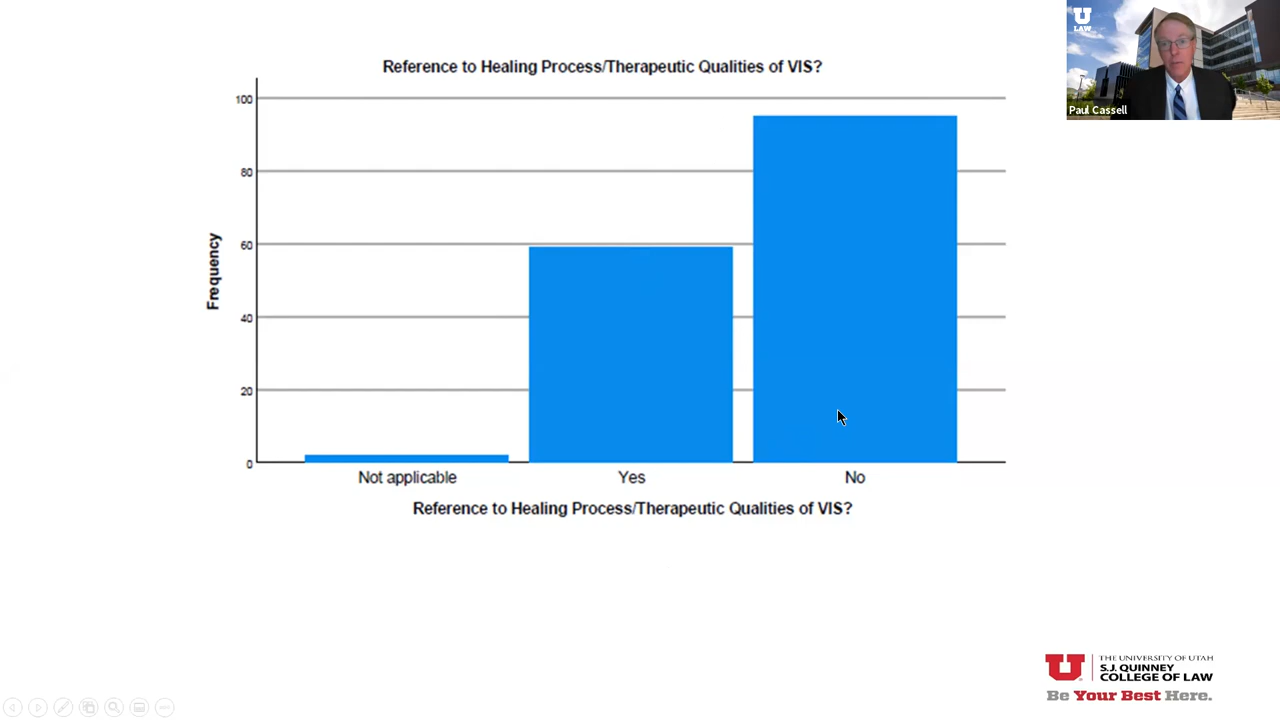 U
LAW
Paul Cassell
Reference to Healing Process/Therapeutic Qualities of VIS?
100
80
60
40
20
0
Frequency
Not applicable
Yes
No
Reference to Healing Process/Therapeutic Qualities of VIS?
U
THE UNIVERSITY OF UTAH
S.J. QUINNEY
COLLEGE OF LAW
Be Your Best Here.